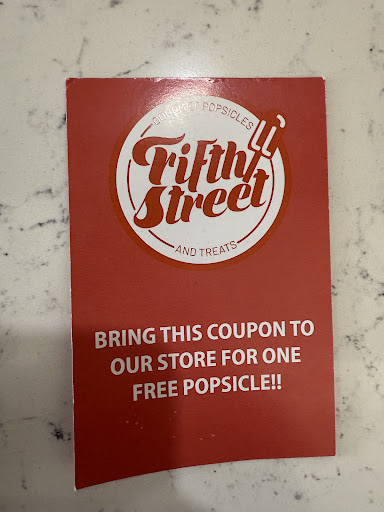 GOURMET POPSICLES
Fifth
Street
AND TREATS
BRING THIS COUPON TO
OUR STORE FOR ONE
FREE POPSICLE!!